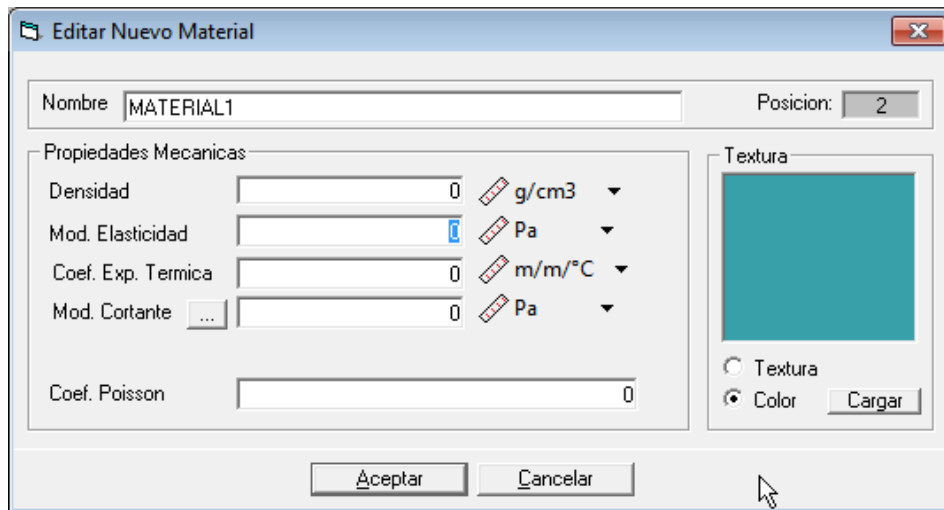 Editar Nuevo Material
Nombre MATERIAL1 Posicion: 2
Propiedades Mecanicas
Densidad 0 g/cm3
Mod. Elasticidad 0 Pa
Coef. Exp. Termica 0 m/m/°C
Mod. Cortante ... 0 Pa
Coef. Poisson 0
Textura
Textura
Color Cargar
Aceptar Cancelar